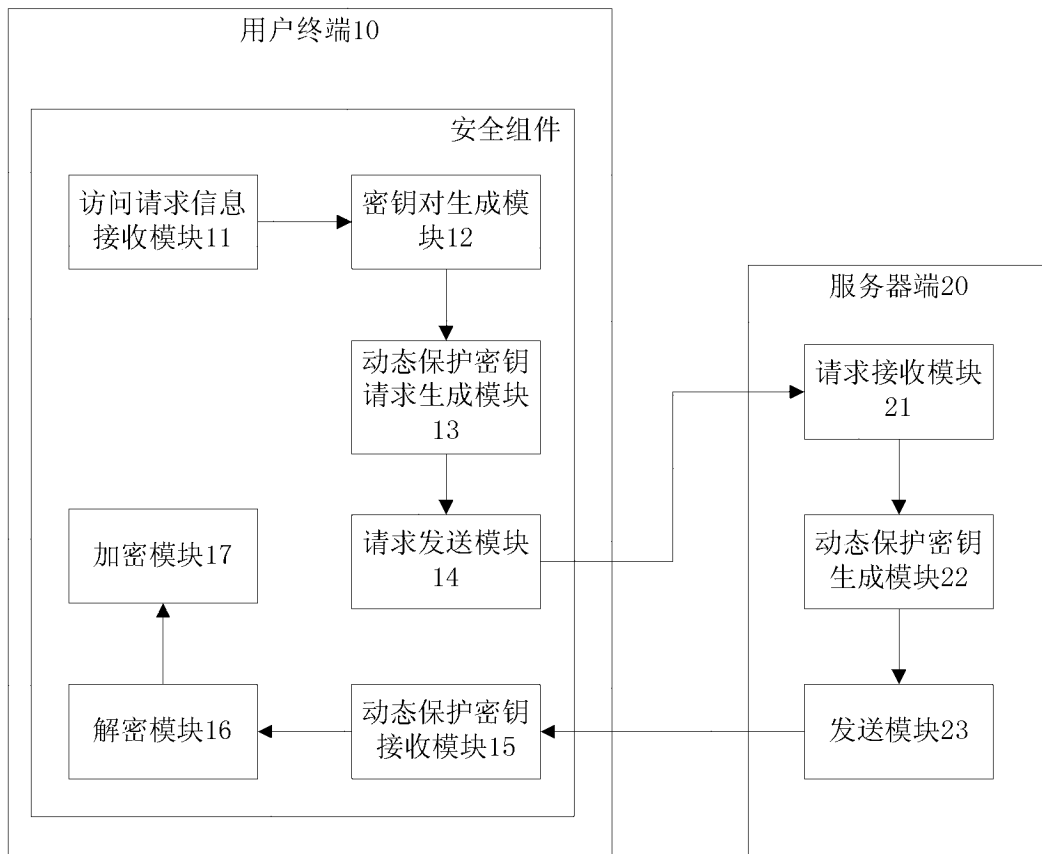 用户终端10
安全组件
访问请求信息
接收模块11
密钥对生成模
块12
动态保护密钥
请求生成模块
13
请求发送模块
14
动态保护密钥
接收模块15
解密模块16
加密模块17
服务器端20
请求接收模块
21
动态保护密钥
生成模块22
发送模块23